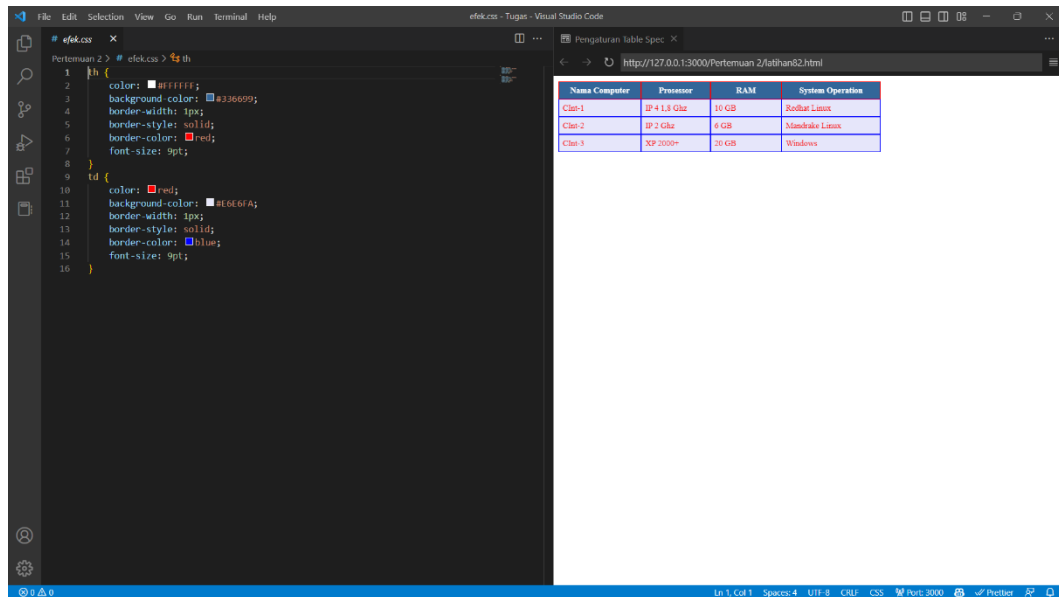 File Edit Selection View Go Run Terminal Help efek.css - Tugas - Visual Studio Code
# efek.css
Pertemuan 2 > # efek.css > th
1 th {
2 color: #FFFFFF;
3 background-color: #336699;
4 border-width: 1px;
5 border-style: solid;
6 border-color: red;
7 font-size: 9pt;
8 }
9 td {
10 color: red;
11 background-color: #E6E6FA;
12 border-width: 1px;
13 border-style: solid;
14 border-color: blue;
15 font-size: 9pt;
16 }
Pengaturan Table Spec
http://127.0.0.1:3000/Pertemuan 2/latihan82.html
Nama Computer Prosessor RAM System Operation
Clnt-1 IP 4 1,8 Ghz 10 GB Redhat Linux
Clnt-2 IP 2 Ghz 6 GB Mandrake Linux
Clnt-3 XP 2000+ 20 GB Windows
0 0 Ln 1, Col 1 Spaces: 4 UTF-8 CRLF CSS Port: 3000 Prettier